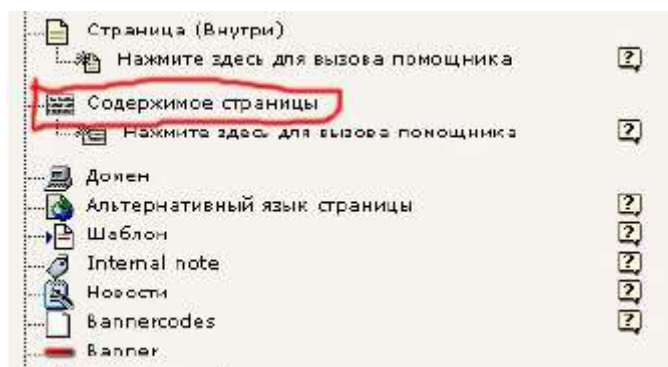 Страница (Внутри)
Нажмите здесь для вызова помощника
Содержимое страницы
Нажмите здесь для вызова помощника
Домен
Альтернативный язык страницы
Шаблон
Internal note
Новости
Bannercodes
Banner